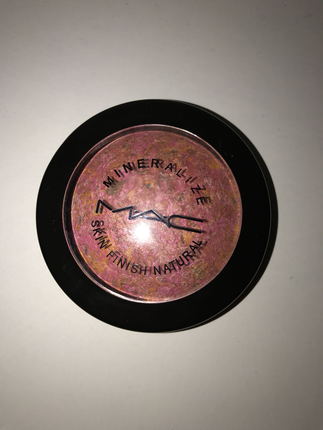 MINERALIZE
MAC
SKIN FINISH NATURAL